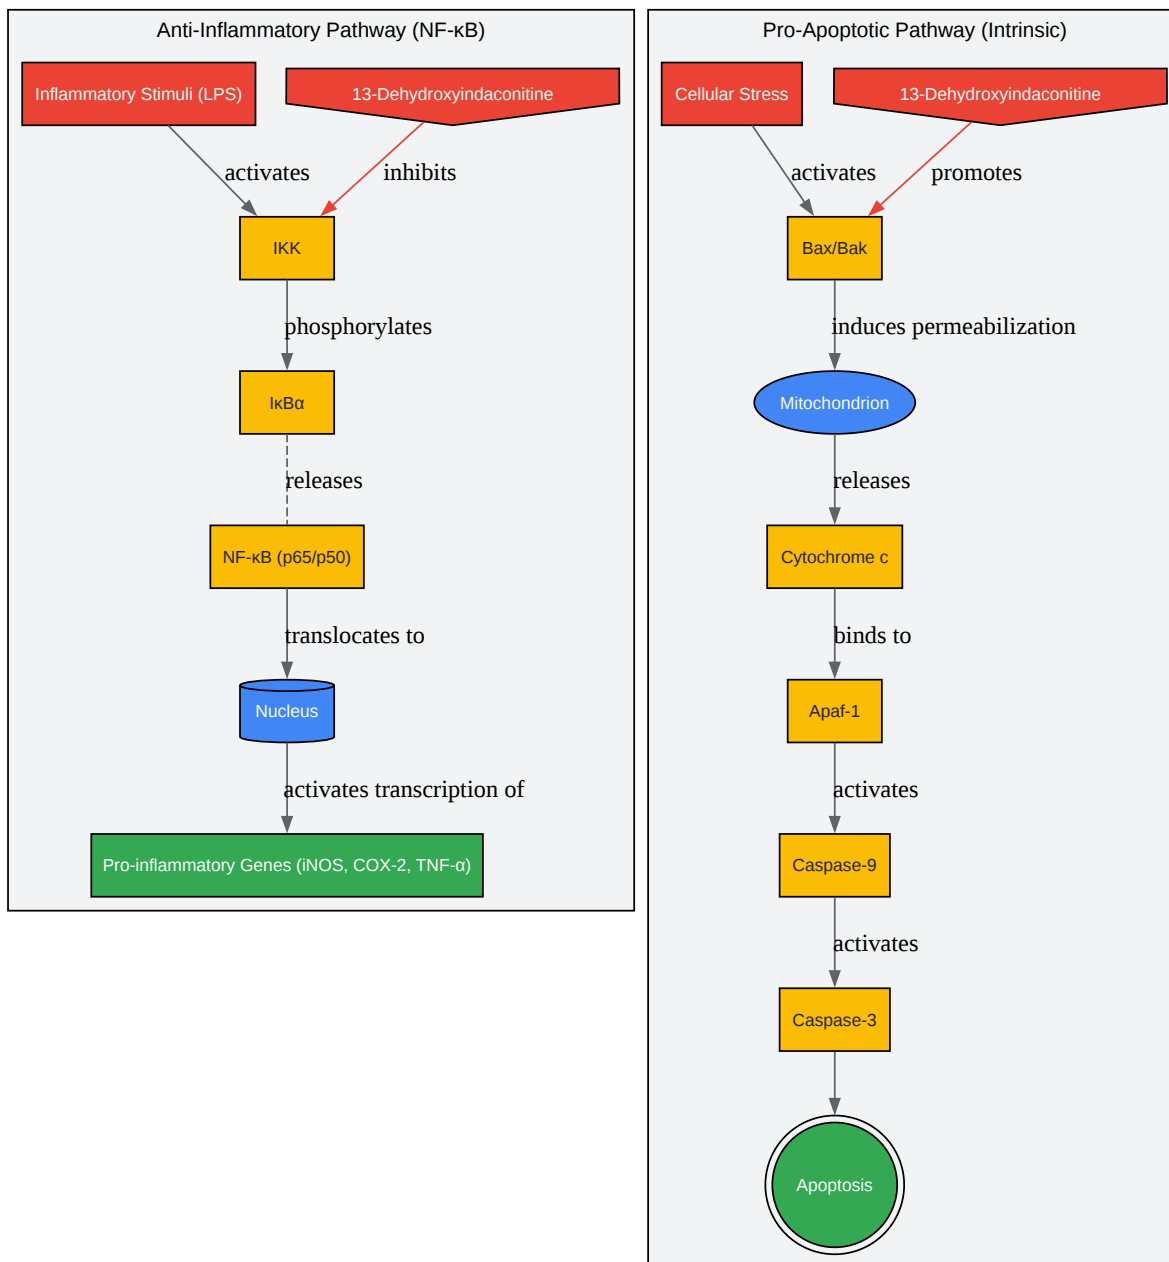 Anti-Inflammatory Pathway (NF-κB)
Inflammatory Stimuli (LPS)
13-Dehydroxyindaconitine
activates
inhibits
IKK
phosphorylates
IκBα
releases
NF-κB (p65/p50)
translocates to
Nucleus
activates transcription of
Pro-inflammatory Genes (iNOS, COX-2, TNF-α)
Pro-Apoptotic Pathway (Intrinsic)
Cellular Stress
13-Dehydroxyindaconitine
activates
promotes
Bax/Bak
induces permeabilization
Mitochondrion
releases
Cytochrome c
binds to
Apaf-1
activates
Caspase-9
activates
Caspase-3
Apoptosis